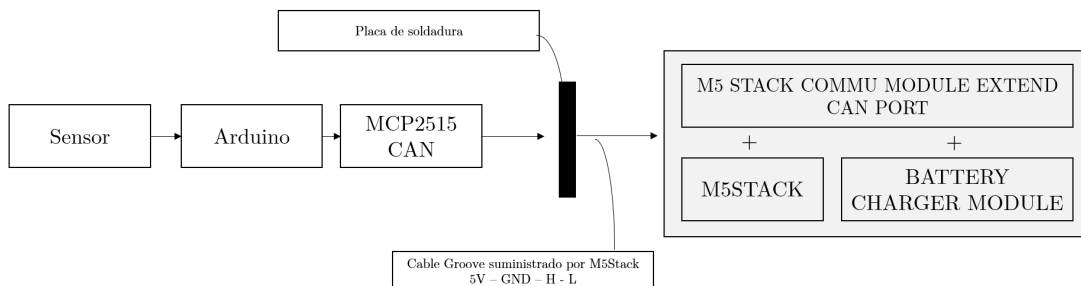 Placa de soldadura
Sensor
Arduino
MCP2515
CAN
M5 STACK COMMU MODULE EXTEND
CAN PORT
+
+
M5STACK
BATTERY
CHARGER MODULE
Cable Groove suministrado por M5Stack
5V – GND – H - L